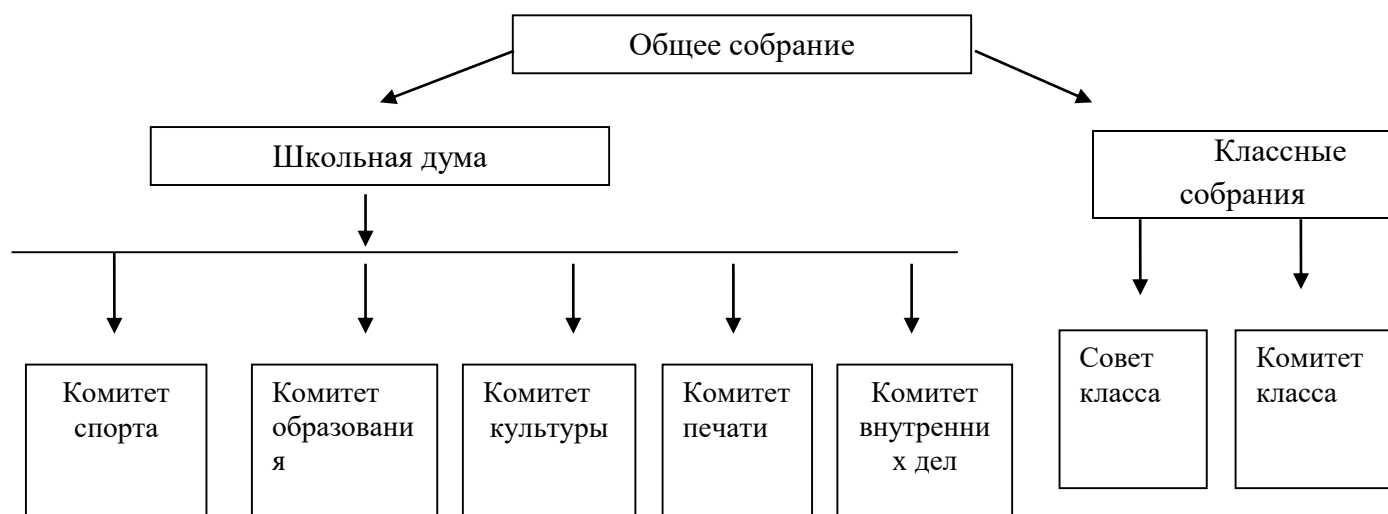 Общее собрание
Школьная дума
Классные
собрания
Комитет
спорта
Комитет
образовани
я
Комитет
культуры
Комитет
печати
Комитет
внутренни
х дел
Совет
класса
Комитет
класса